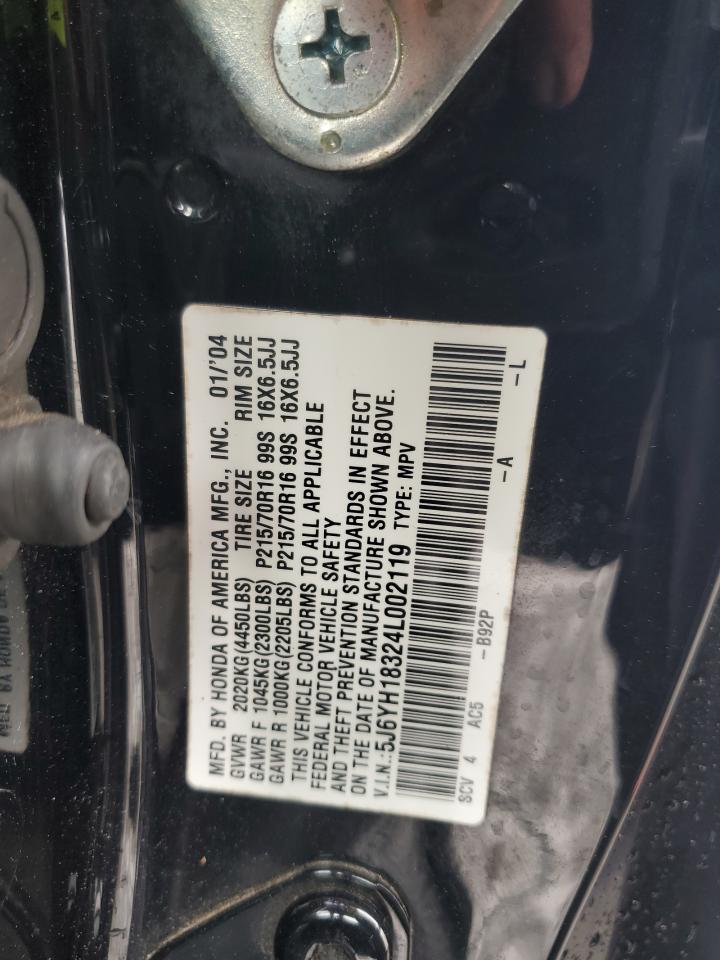 MFD. BY HONDA OF AMERICA MFG., INC. 01/'04
GVWR 2020KG(4450LBS) TIRE SIZE RIM SIZE
GAWR F 1045KG(2300LBS) P215/70R16 99S 16X6.5JJ
GAWR R 1000KG(2205LBS) P215/70R16 99S 16X6.5JJ
THIS VEHICLE CONFORMS TO ALL APPLICABLE
FEDERAL MOTOR VEHICLE SAFETY
AND THEFT PREVENTION STANDARDS IN EFFECT
ON THE DATE OF MANUFACTURE SHOWN ABOVE.
V.I.N.:5J6YH18324L002119 TYPE: MPV
SCV 4 AC5 -B92P -A -L